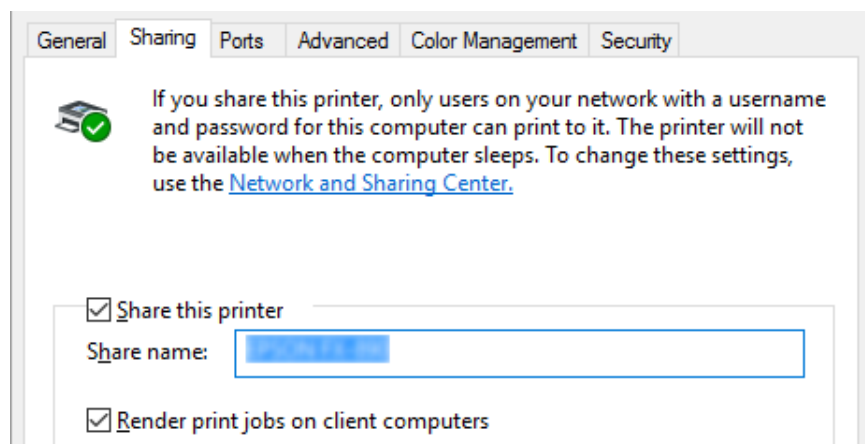 General Sharing Ports Advanced Color Management Security
If you share this printer, only users on your network with a username
and password for this computer can print to it. The printer will not
be available when the computer sleeps. To change these settings,
use the Network and Sharing Center.
Share this printer
Share name:
Render print jobs on client computers